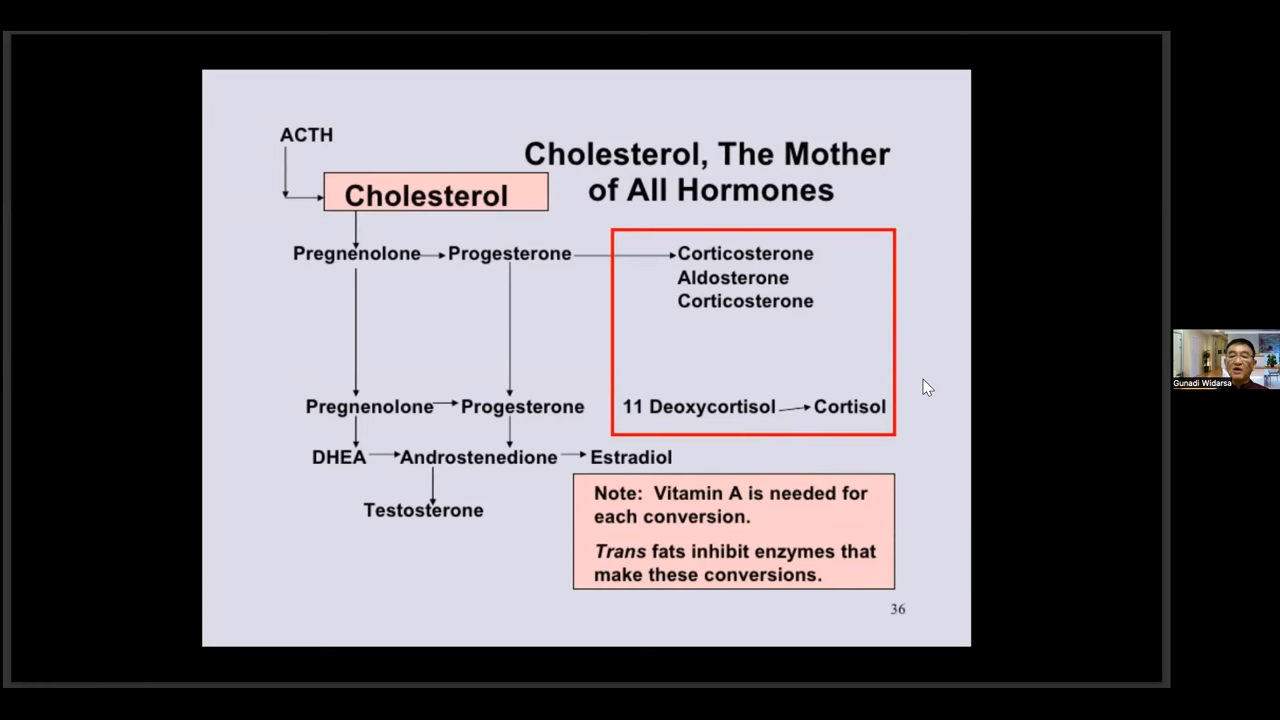 ACTH
Cholesterol, The Mother
of All Hormones
Cholesterol
Pregnenolone
Progesterone
Corticosterone
Aldosterone
Corticosterone
Pregnenolone
Progesterone
11 Deoxycortisol
Cortisol
DHEA
Androstenedione
Estradiol
Testosterone
Note: Vitamin A is needed for
each conversion.
Trans fats inhibit enzymes that
make these conversions.
36
Gunadi Widarsa